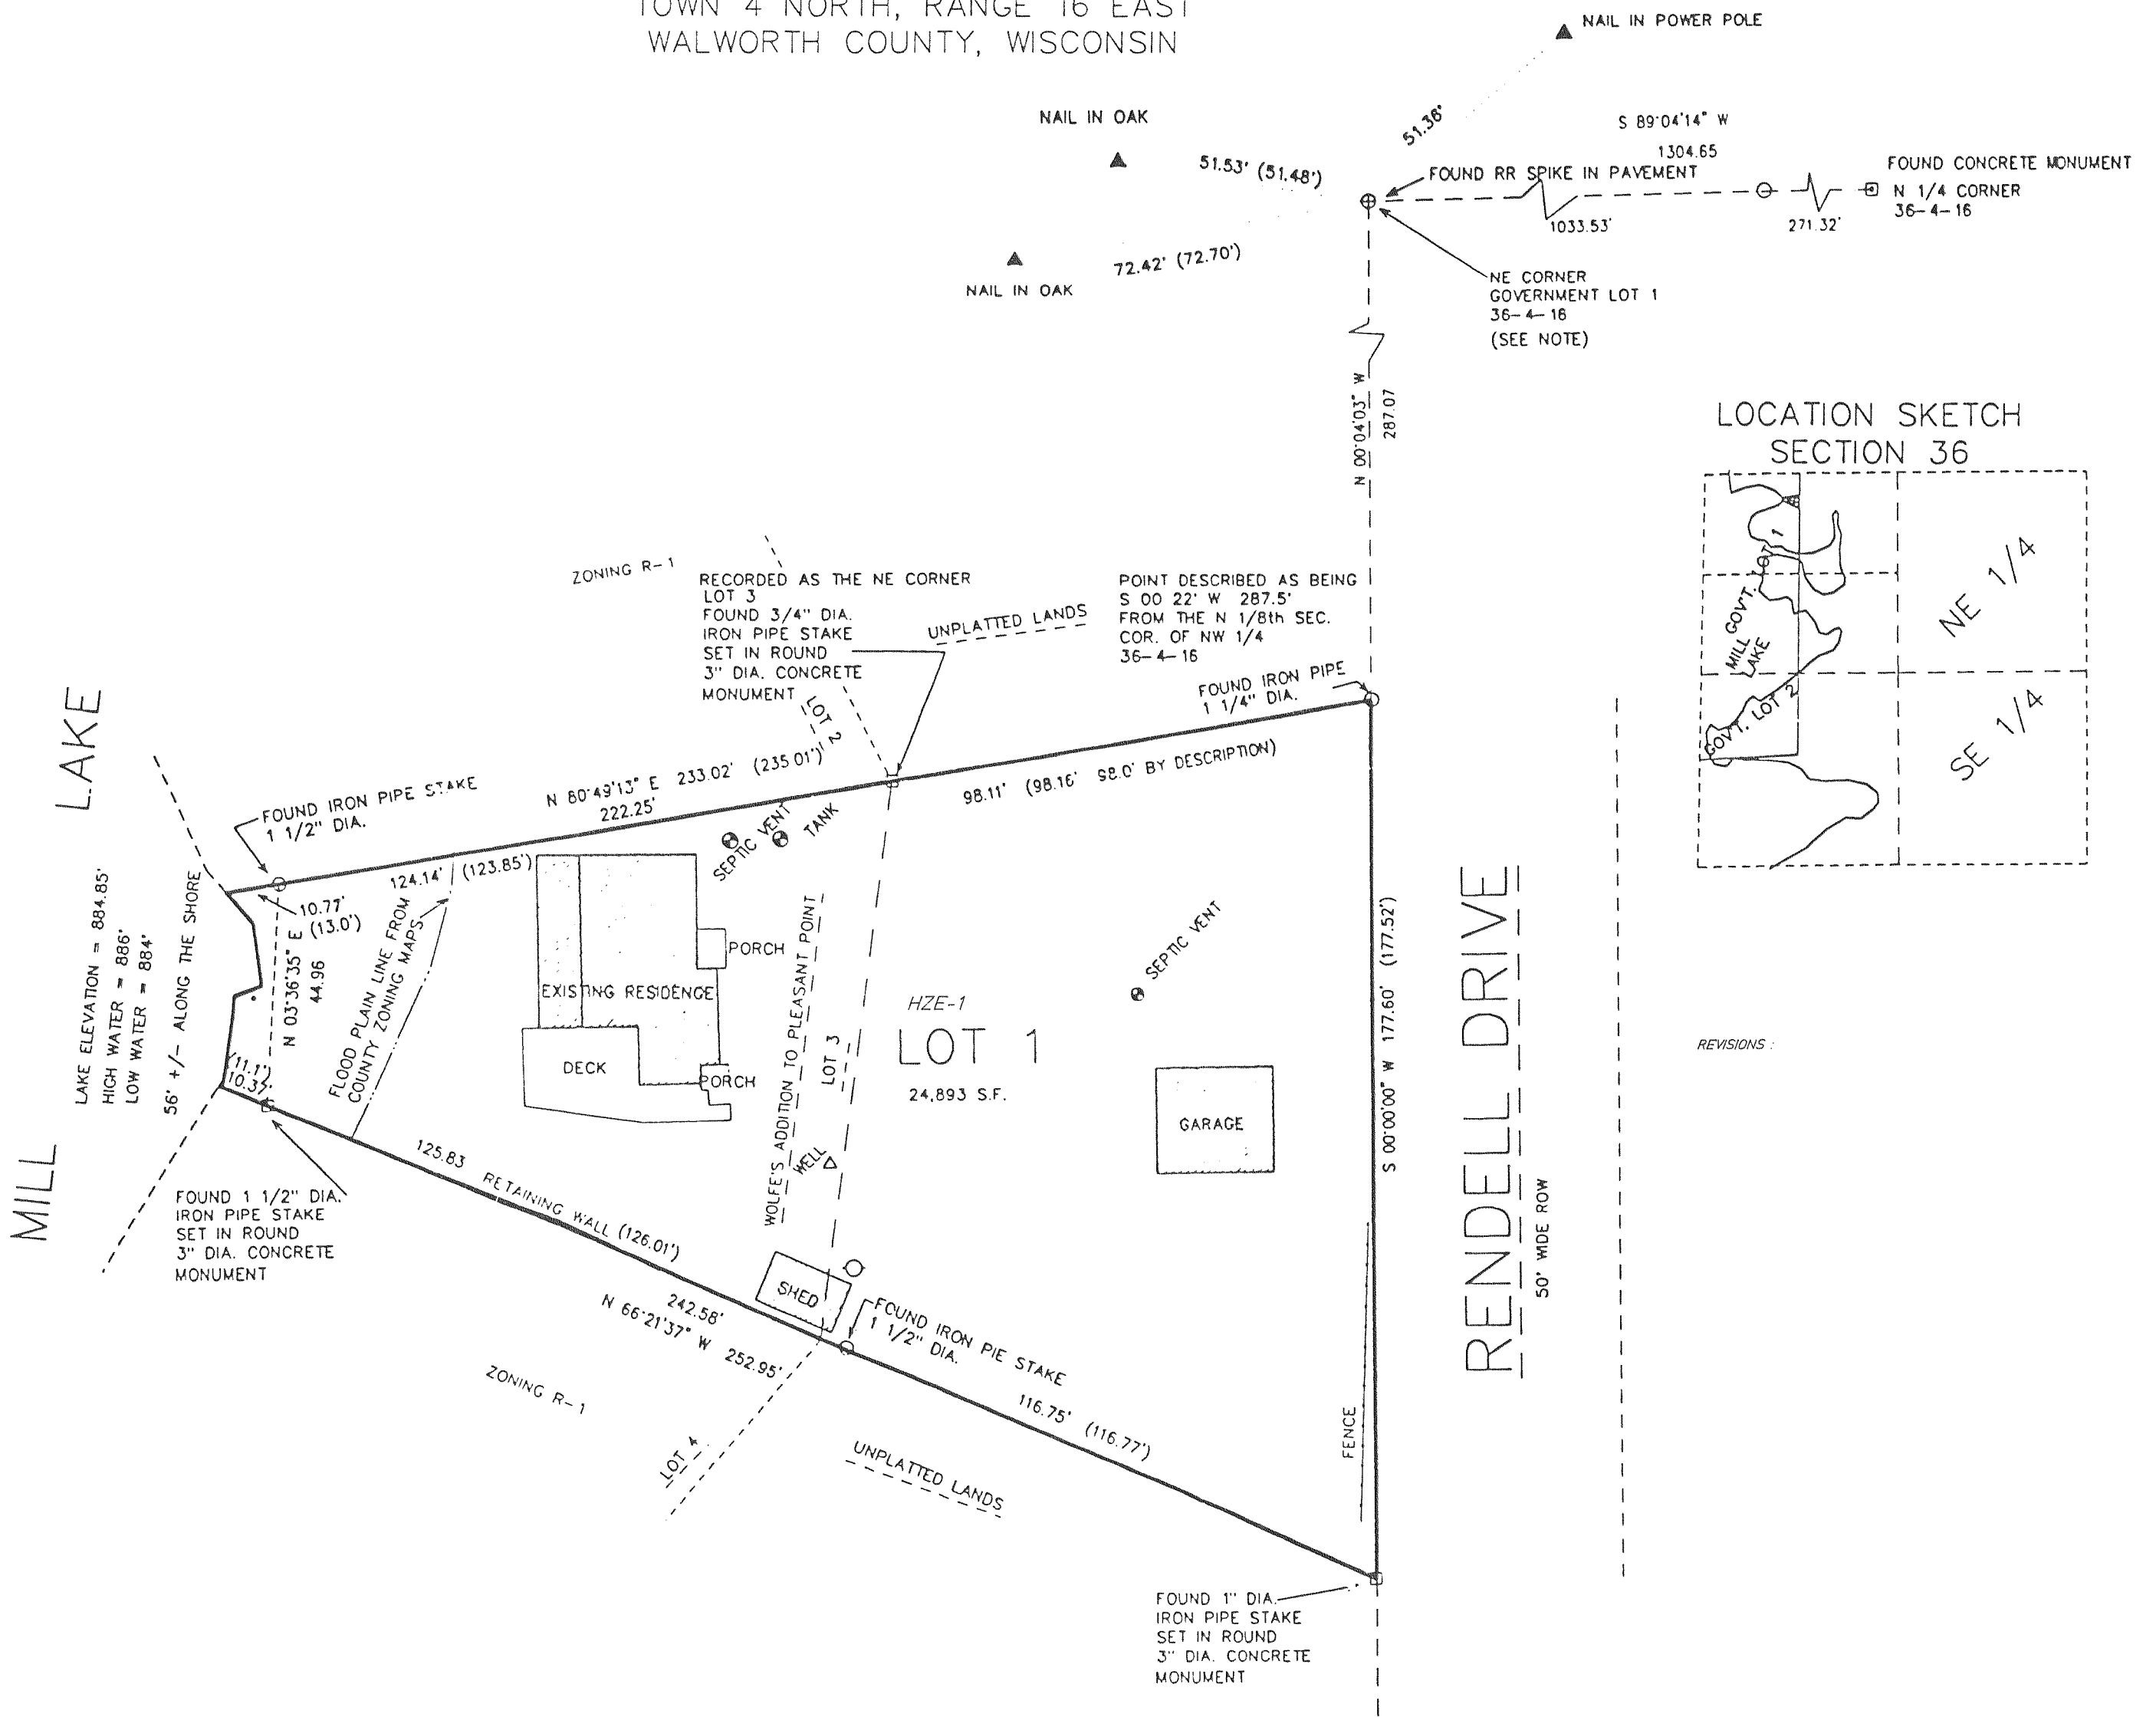 TOWN 4 NORTH, RANGE 16 EAST
WALWORTH COUNTY, WISCONSIN
NAIL IN POWER POLE
NAIL IN OAK
51.36'
S 89°04'14" W
1304.65
51.53' (51.48')
FOUND RR SPIKE IN PAVEMENT
FOUND CONCRETE MONUMENT
N 1/4 CORNER
36-4-16
1033.53'
271.32'
72.42' (72.70')
NAIL IN OAK
NE CORNER
GOVERNMENT LOT 1
36-4-16
(SEE NOTE)
N 00°04'03" W
287.07
LOCATION SKETCH
SECTION 36
GOV'T. LOT 1
MILL
LAKE
GOVT. LOT 2
NE 1/4
SE 1/4
ZONING R-1
RECORDED AS THE NE CORNER
LOT 3
FOUND 3/4" DIA.
IRON PIPE STAKE
SET IN ROUND
3" DIA. CONCRETE
MONUMENT
UNPLATTED LANDS
POINT DESCRIBED AS BEING
S 00 22' W 287.5'
FROM THE N 1/8th SEC.
COR. OF NW 1/4
36-4-16
FOUND IRON PIPE
1 1/4" DIA.
LOT 2
N 80°49'13" E 233.02' (235.01')
222.25'
98.11' (98.16' 98.0' BY DESCRIPTION)
FOUND IRON PIPE STAKE
1 1/2" DIA.
SEPTIC VENT
TANK
124.14' (123.85')
10.77'
(13.0')
N 03°36'35" E
44.96
FLOOD PLAIN LINE FROM
COUNTY ZONING MAPS
MILL LAKE
LAKE ELEVATION = 884.85'
HIGH WATER = 886'
LOW WATER = 884'
56' +/- ALONG THE SHORE
(11.1')
10.37'
PORCH
EXISTING RESIDENCE
DECK
PORCH
WOLFE'S ADDITION TO PLEASANT POINT
LOT 3
HZE-1
LOT 1
24,893 S.F.
SEPTIC VENT
GARAGE
WELL
S 00°00'00" W 177.60' (177.52')
RENDELL DRIVE
50' WIDE ROW
REVISIONS :
FOUND 1 1/2" DIA.
IRON PIPE STAKE
SET IN ROUND
3" DIA. CONCRETE
MONUMENT
125.83 RETAINING WALL (126.01')
SHED
242.58'
N 66°21'37" W 252.95'
FOUND IRON PIE STAKE
1 1/2" DIA.
116.75' (116.77')
ZONING R-1
LOT 4
UNPLATTED LANDS
FENCE
FOUND 1" DIA.
IRON PIPE STAKE
SET IN ROUND
3" DIA. CONCRETE
MONUMENT